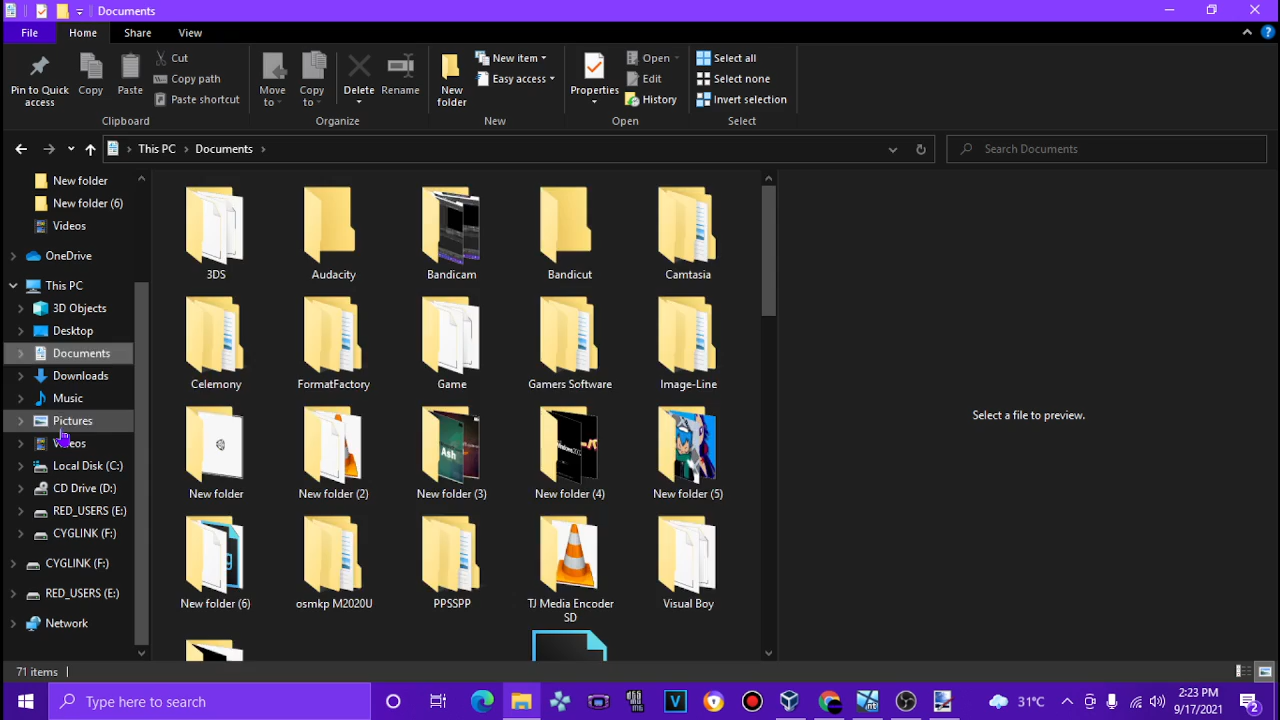 Documents
File Home Share View
Pin to Quick access
Copy
Paste
Cut
Copy path
Paste shortcut
Clipboard
Move to
Copy to
Delete
Rename
Organize
New folder
New item
Easy access
New
Properties
Open
Edit
History
Open
Select all
Select none
Invert selection
Select
This PC > Documents >
Search Documents
New folder
New folder (6)
Videos
OneDrive
This PC
3D Objects
Desktop
Documents
Downloads
Music
Pictures
Videos
Local Disk (C:)
CD Drive (D:)
RED_USERS (E:)
CYGLINK (F:)
CYGLINK (F:)
RED_USERS (E:)
Network
3DS Audacity Bandicam Bandicut Camtasia
Celemony FormatFactory Game Gamers Software Image-Line
Ash
Windows 2002
New folder New folder (2) New folder (3) New folder (4) New folder (5)
New folder (6) osmkp M2020U PPSSPP TJ Media Encoder SD Visual Boy
Select a file to preview.
71 items
Type here to search
V
31°C
2:23 PM
9/17/2021
2